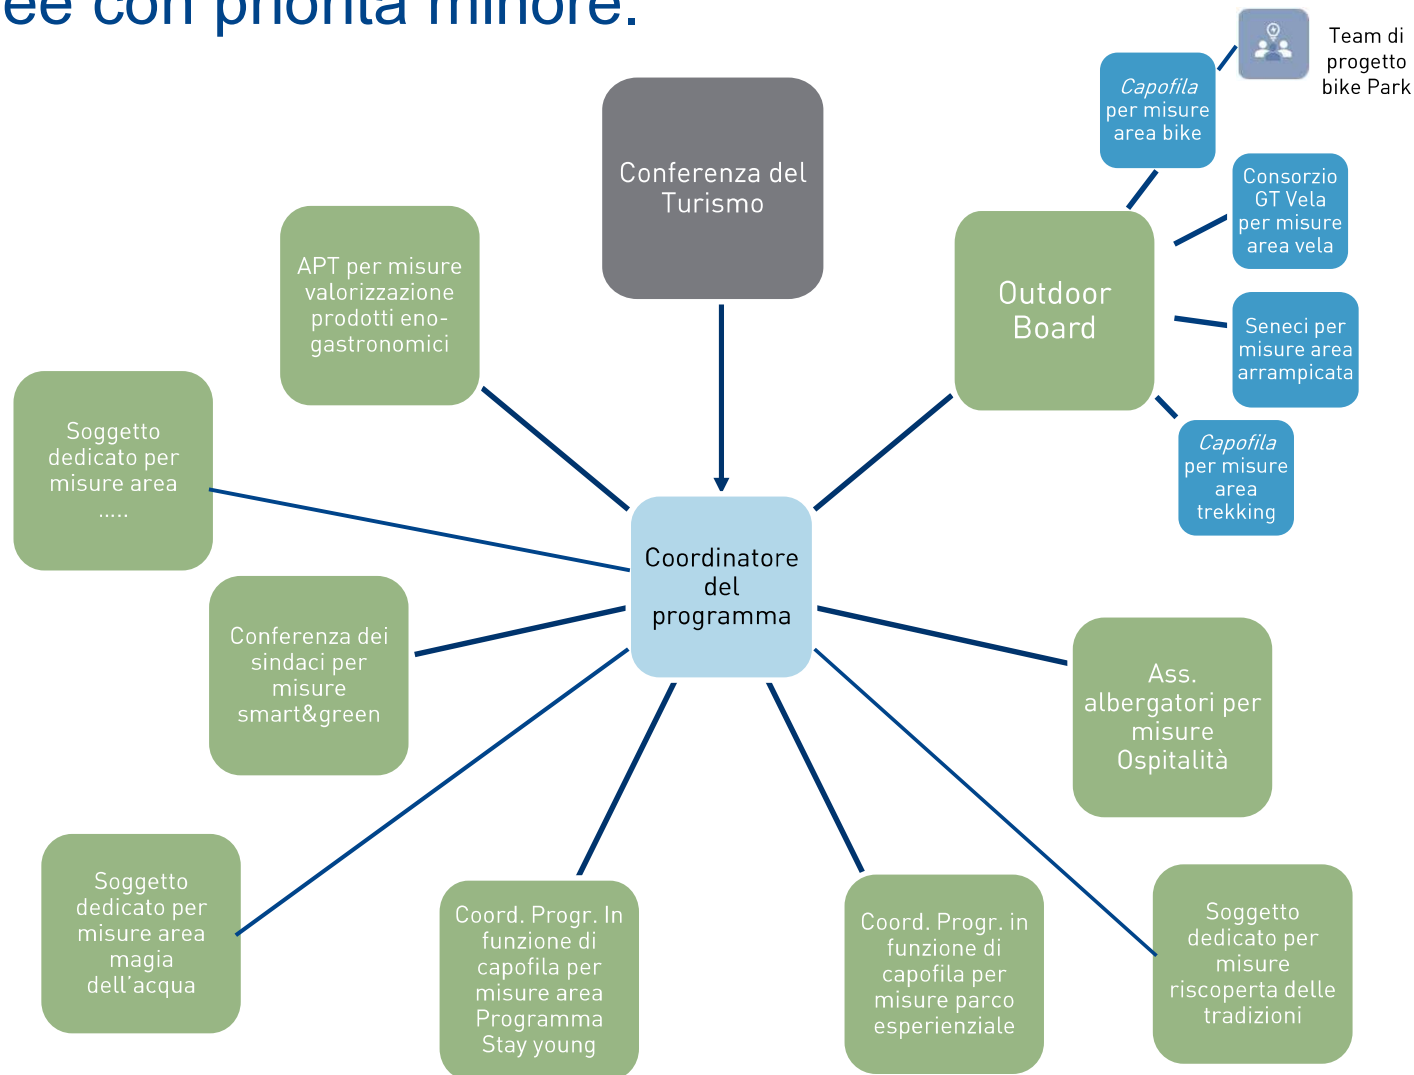 ee con priorità minore.
Team di
progetto
bike Park
Capofila
per misure
area bike
Conferenza del
Turismo
Consorzio
GT Vela
per misure
area vela
APT per misure
valorizzazione
prodotti eno-
gastronomici
Outdoor
Board
Seneci per
misure area
arrampicata
Soggetto
dedicato per
misure area
.....
Capofila
per misure
area
trekking
Coordinatore
del
programma
Conferenza dei
sindaci per
misure
smart&green
Ass.
albergatori per
misure
Ospitalità
Soggetto
dedicato per
misure area
magia
dell'acqua
Coord. Progr. In
funzione di
capofila per
misure area
Programma
Stay young
Coord. Progr. in
funzione di
capofila per
misure parco
esperienziale
Soggetto
dedicato per
misure
riscoperta delle
tradizioni